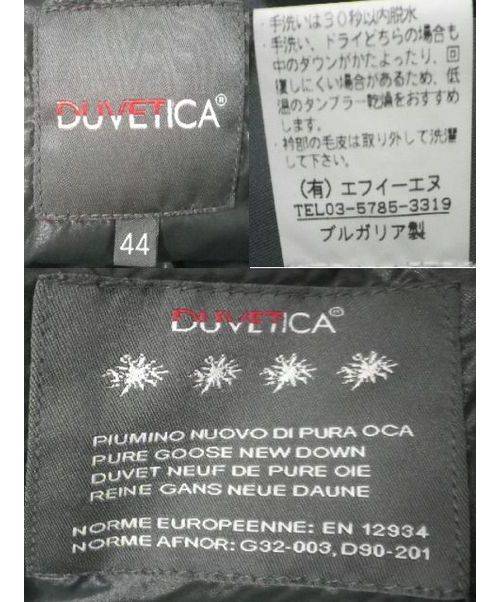 DUVETICA®
44
・手洗いは30秒以内脱水
・手洗い、ドライどちらの場合も
中のダウンがかたよったり、回
復しにくい場合があるため、低
温のタンブラー乾燥をおすすめ
します。
・衿部の毛皮は取り外して洗濯
して下さい。
(有)エフイーエヌ
TEL03-5785-3319
ブルガリア製
DUVETICA®
PIUMINO NUOVO DI PURA OCA
PURE GOOSE NEW DOWN
DUVET NEUF DE PURE OIE
REINE GANS NEUE DAUNE
NORME EUROPEENNE: EN 12934
NORME AFNOR: G32-003, D90-201